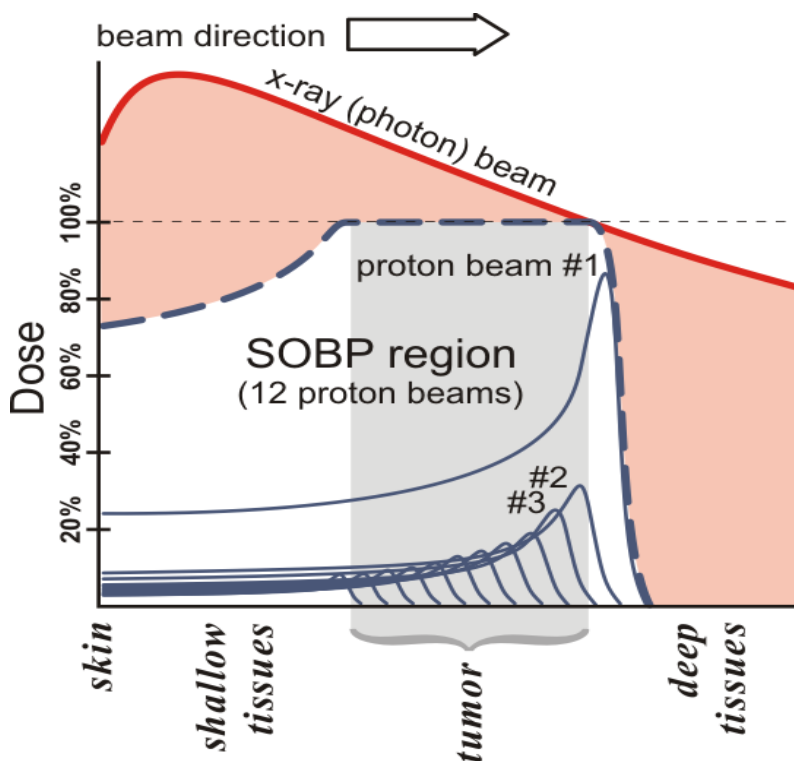 beam direction
x-ray (photon) beam
100%
80%
60%
40%
20%
Dose
proton beam #1
SOBP region
(12 proton beams)
#2
#3
skin
shallow
tissues
tumor
deep
tissues